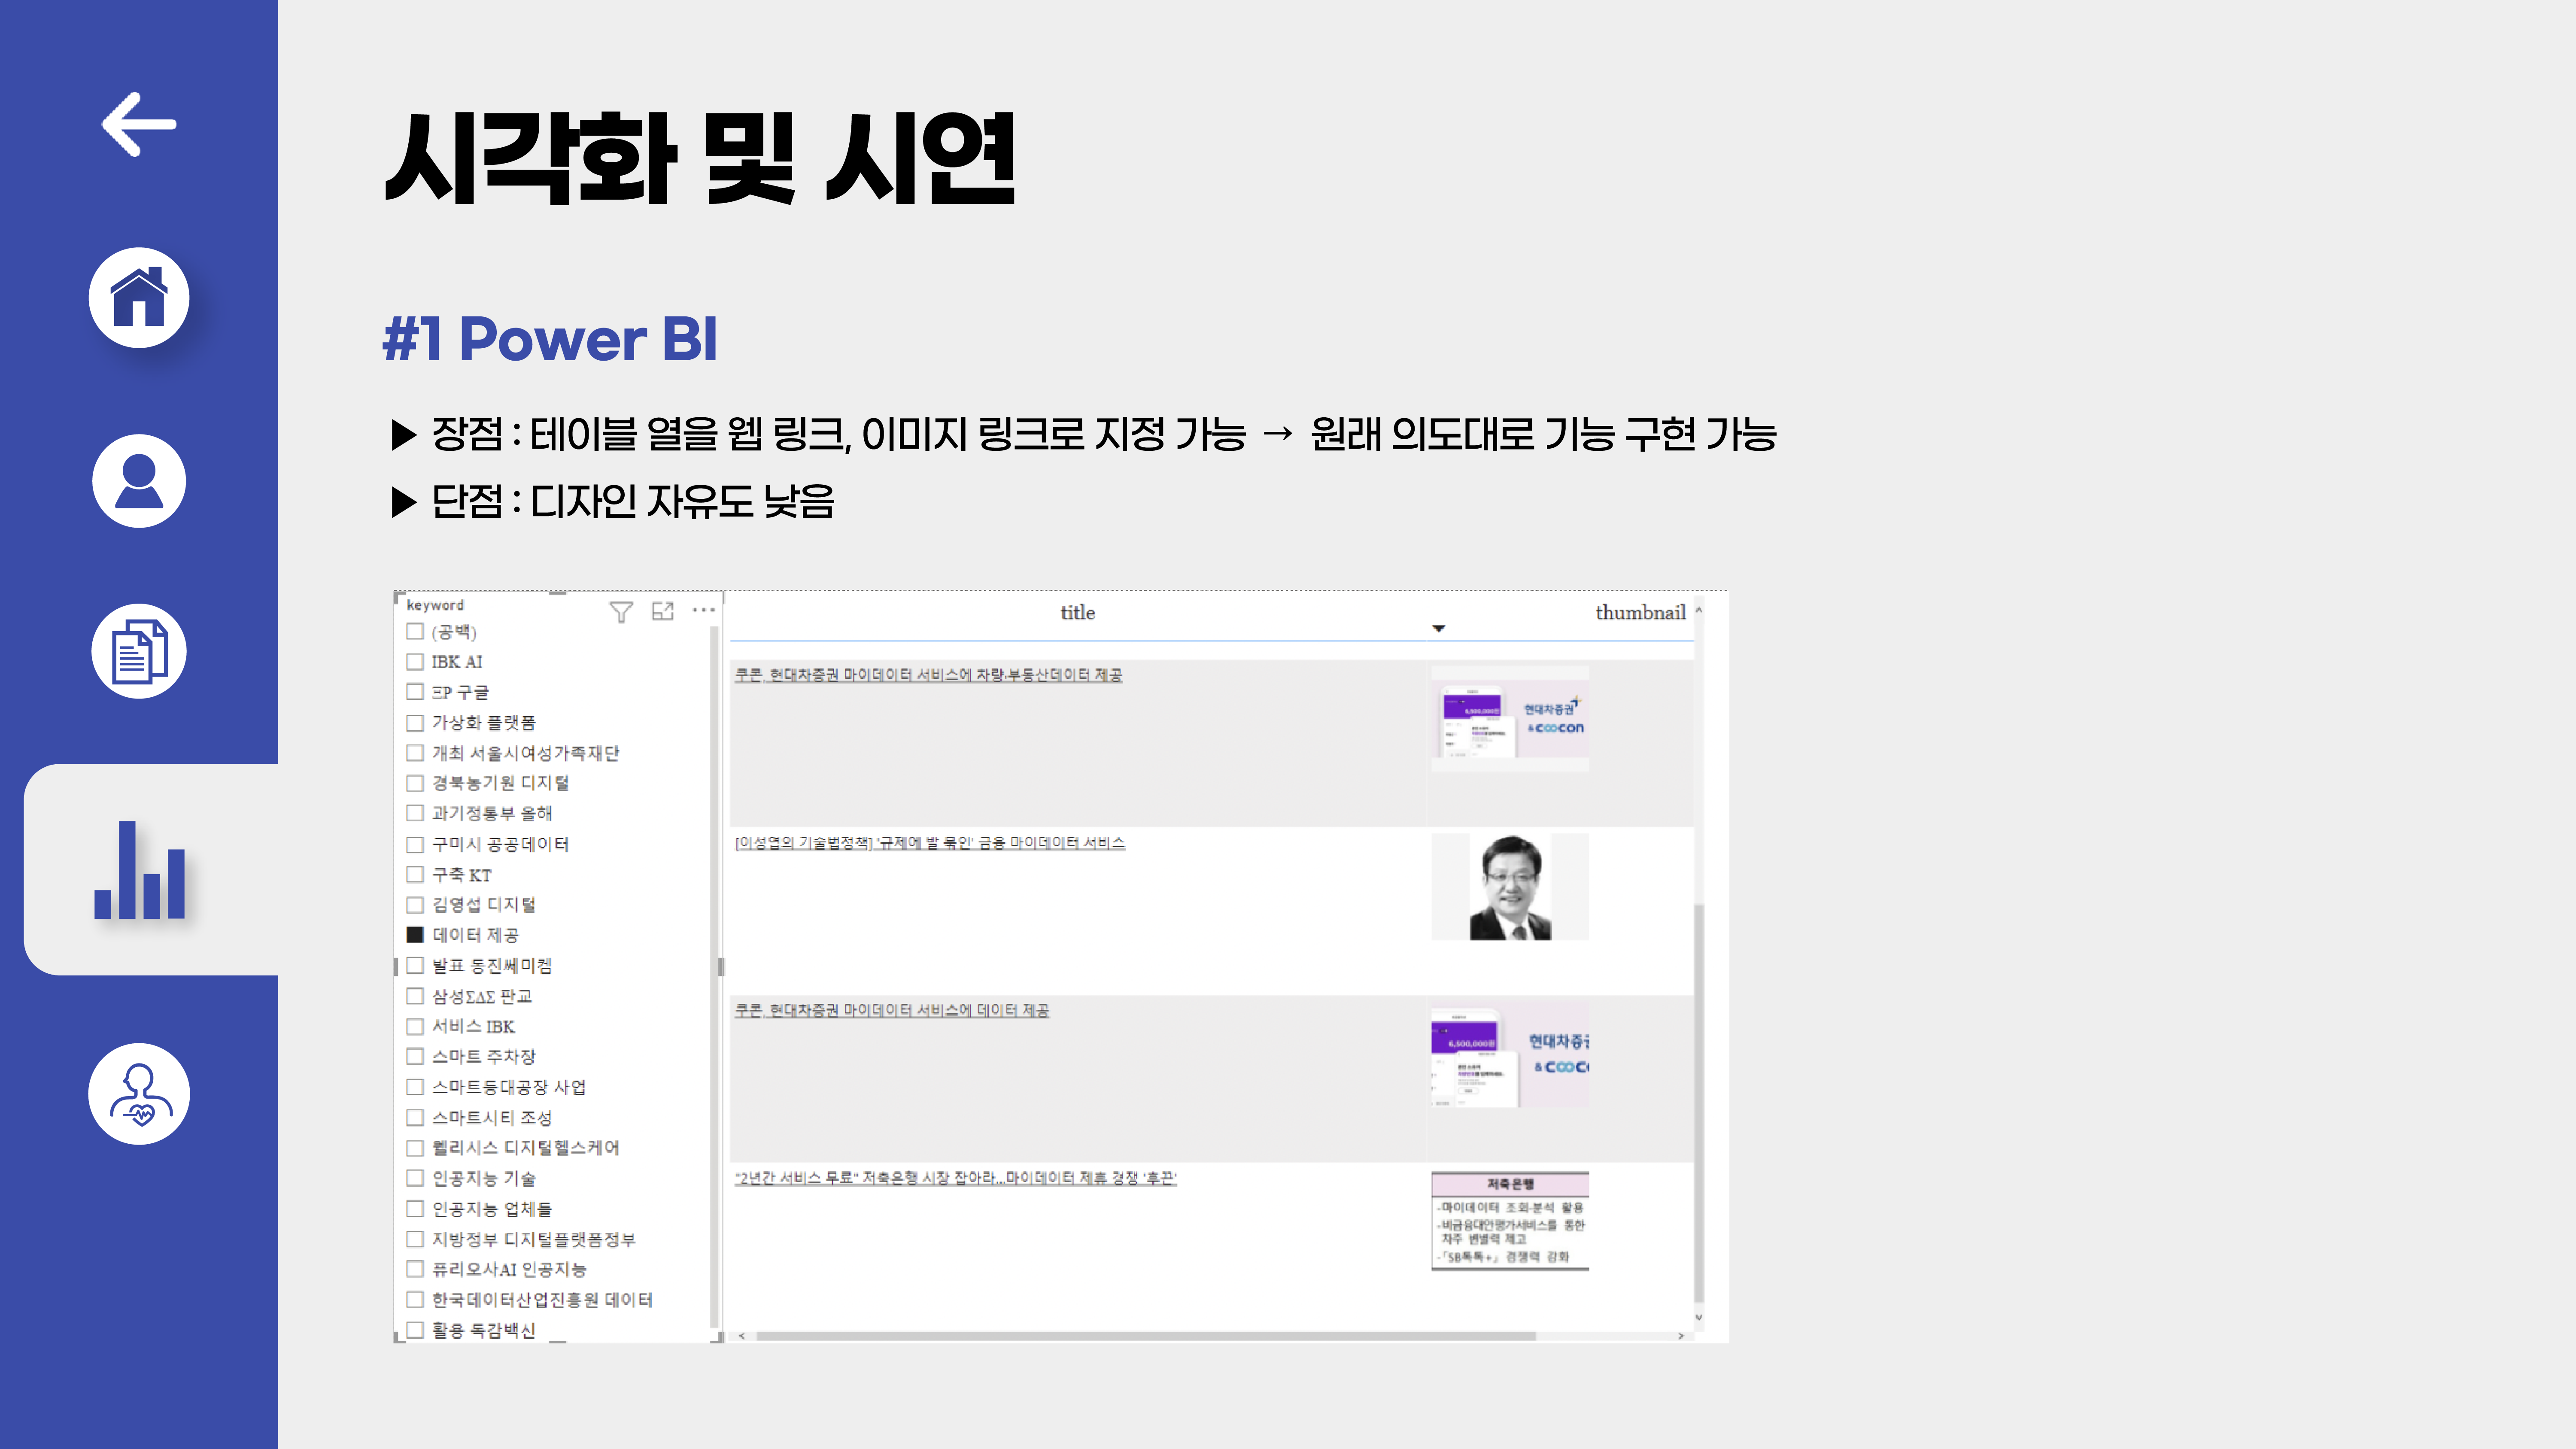 시각화 및 시연
#1 Power BI
▶ 장점 : 테이블 열을 웹 링크, 이미지 링크로 지정 가능 → 원래 의도대로 기능 구현 가능
▶ 단점 : 디자인 자유도 낮음
keyword
(공백)
IBK AI
ΞP 구글
가상화 플랫폼
개최 서울시여성가족재단
경북농기원 디지털
과기정통부 올해
구미시 공공데이터
구축 KT
김영섭 디지털
데이터 제공
발표 동진쎄미켐
삼성ΣΔΣ 판교
서비스 IBK
스마트 주차장
스마트등대공장 사업
스마트시티 조성
웰리시스 디지털헬스케어
인공지능 기술
인공지능 업체들
지방정부 디지털플랫폼정부
퓨리오사AI 인공지능
한국데이터산업진흥원 데이터
활용 독감백신
title
thumbnail
쿠콘, 현대차증권 마이데이터 서비스에 차량·부동산데이터 제공
6,500,000원
현대차증권
& COOCON
[이성엽의 기술법정책] '규제에 발 묶인' 금융 마이데이터 서비스
쿠콘, 현대차증권 마이데이터 서비스에 데이터 제공
6,500,000원
현대차증권
& COOC
"2년간 서비스 무료" 저축은행 시장 잡아라...마이데이터 제휴 경쟁 '후끈'
저축은행
-마이데이터 조회·분석 활용
-비금융대안평가서비스를 통한
차주 변별력 제고
-「SB톡톡+」 경쟁력 강화